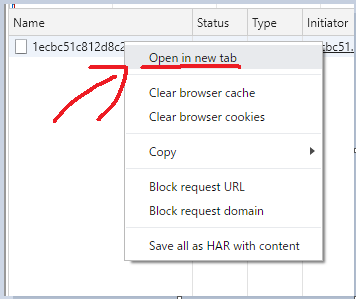 Name Status Type Initiator
1ecbc51c812d8c2
cbc51.
Open in new tab
Clear browser cache
Clear browser cookies
Copy
Block request URL
Block request domain
Save all as HAR with content